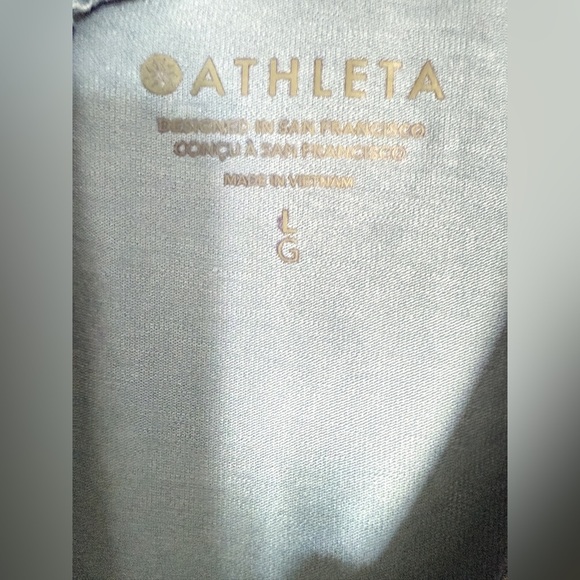 ATHLETA
DESIGNED IN SAN FRANCISCO
CONÇU À SAN FRANCISCO
MADE IN VIETNAM
L
G